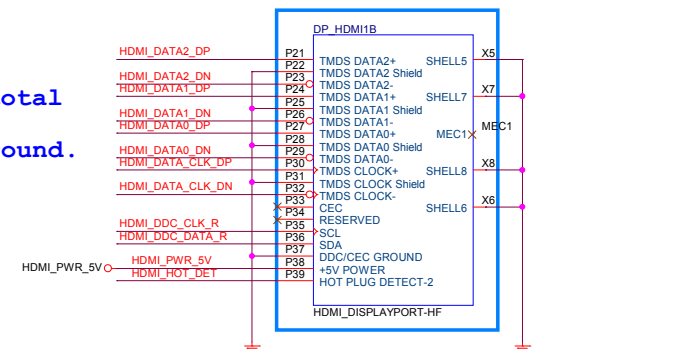 DP_HDMI1B
HDMI_DATA2_DP P21 TMDS DATA2+ SHELL5 X5
P22 TMDS DATA2 Shield
HDMI_DATA2_DN P23 TMDS DATA2-
HDMI_DATA1_DP P24 TMDS DATA1+ SHELL7 X7
otal
P25 TMDS DATA1 Shield
HDMI_DATA1_DN P26 TMDS DATA1-
HDMI_DATA0_DP P27 TMDS DATA0+ MEC1 MEC1
P28 TMDS DATA0 Shield
ound.
HDMI_DATA0_DN P29 TMDS DATA0-
HDMI_DATA_CLK_DP P30 TMDS CLOCK+ SHELL8 X8
P31 TMDS CLOCK Shield
HDMI_DATA_CLK_DN P32 TMDS CLOCK-
P33 CEC SHELL6 X6
P34 RESERVED
HDMI_DDC_CLK_R P35 SCL
HDMI_DDC_DATA_R P36 SDA
P37 DDC/CEC GROUND
HDMI_PWR_5V HDMI_PWR_5V P38 +5V POWER
HDMI_HOT_DET P39 HOT PLUG DETECT-2
HDMI_DISPLAYPORT-HF